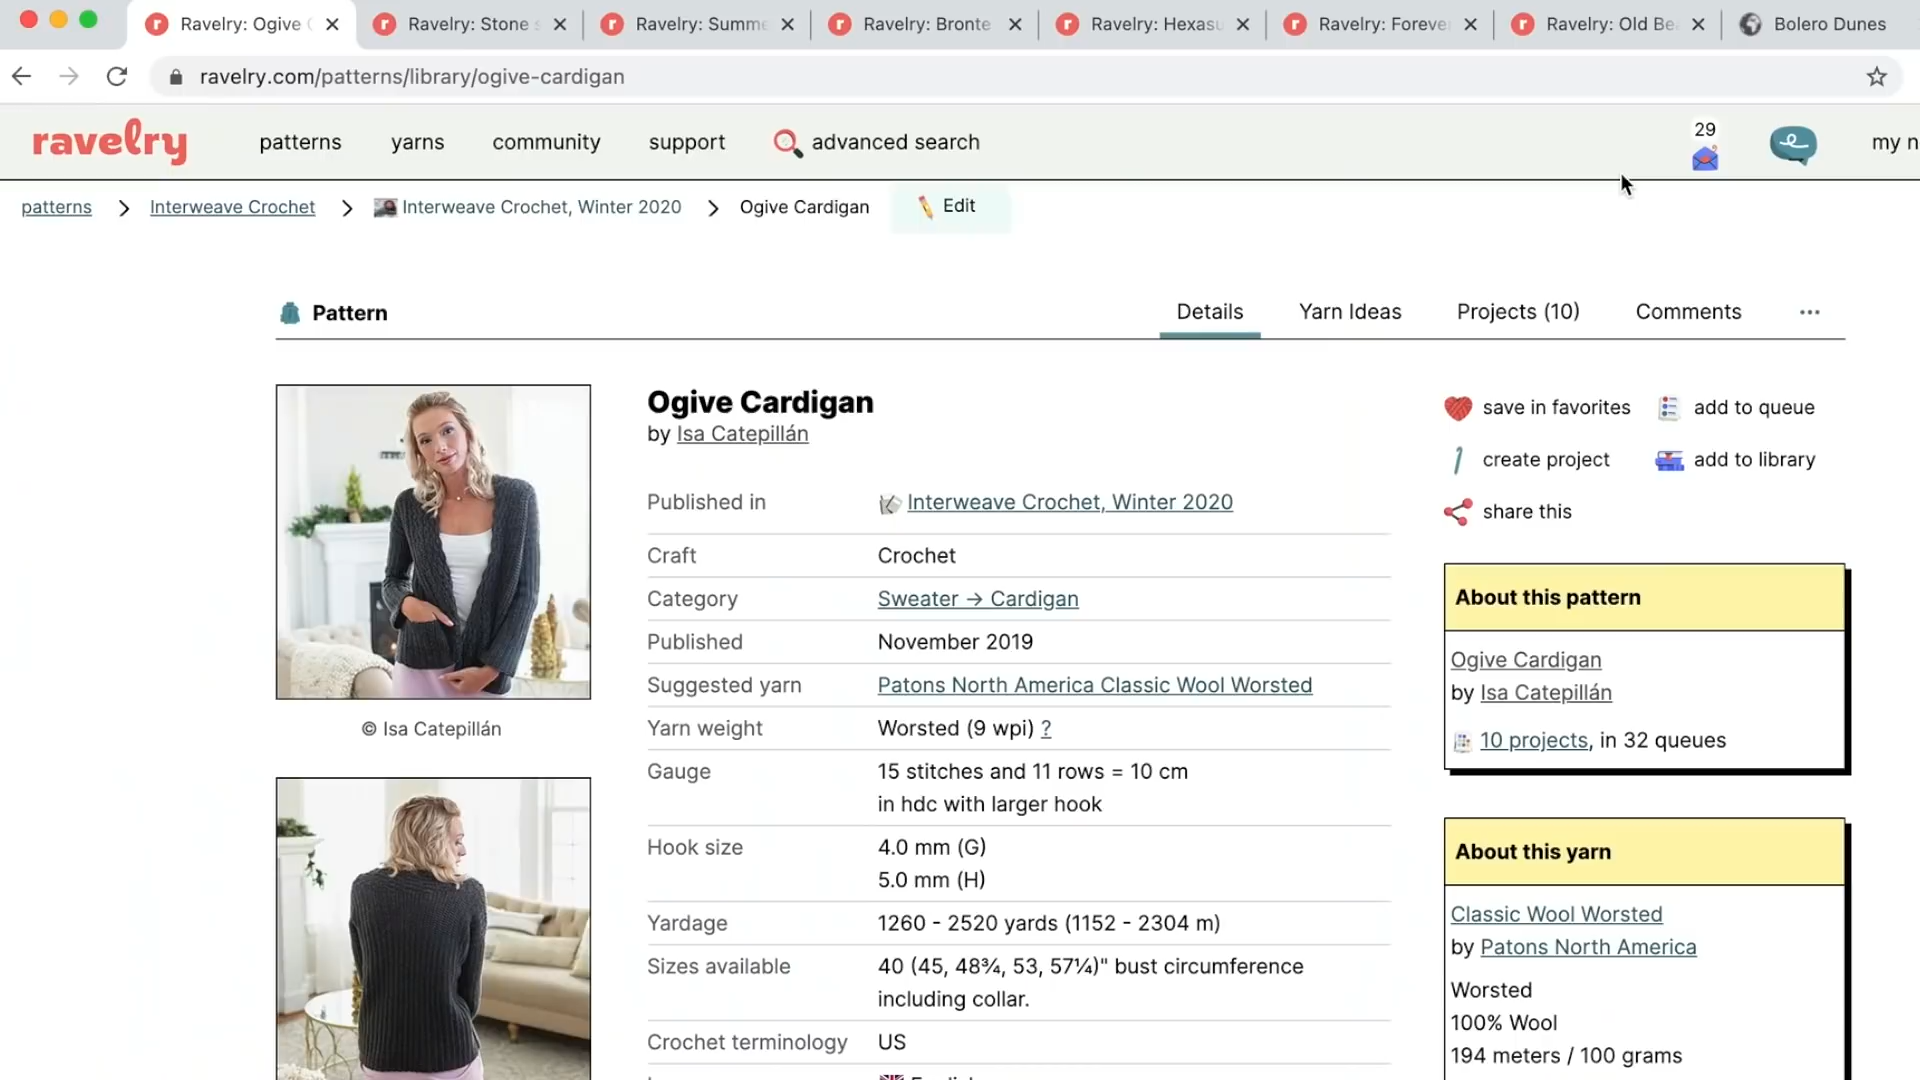 Ravelry: Ogive
Ravelry: Stone
Ravelry: Summe
Ravelry: Bronte
Ravelry: Hexasu
Ravelry: Foreve
Ravelry: Old Be
Bolero Dunes
ravelry.com/patterns/library/ogive-cardigan
ravelry
patterns
yarns
community
support
advanced search
29
my n
patterns > Interweave Crochet > Interweave Crochet, Winter 2020 > Ogive Cardigan
Edit
Pattern
Details
Yarn Ideas
Projects (10)
Comments
...
Ogive Cardigan
by Isa Catepillán
© Isa Catepillán
Published in Interweave Crochet, Winter 2020
Craft Crochet
Category Sweater → Cardigan
Published November 2019
Suggested yarn Patons North America Classic Wool Worsted
Yarn weight Worsted (9 wpi) ?
Gauge 15 stitches and 11 rows = 10 cm
in hdc with larger hook
Hook size 4.0 mm (G)
5.0 mm (H)
Yardage 1260 - 2520 yards (1152 - 2304 m)
Sizes available 40 (45, 48¾, 53, 57¼)" bust circumference
including collar.
Crochet terminology US
save in favorites
add to queue
create project
add to library
share this
About this pattern
Ogive Cardigan
by Isa Catepillán
10 projects, in 32 queues
About this yarn
Classic Wool Worsted
by Patons North America
Worsted
100% Wool
194 meters / 100 grams